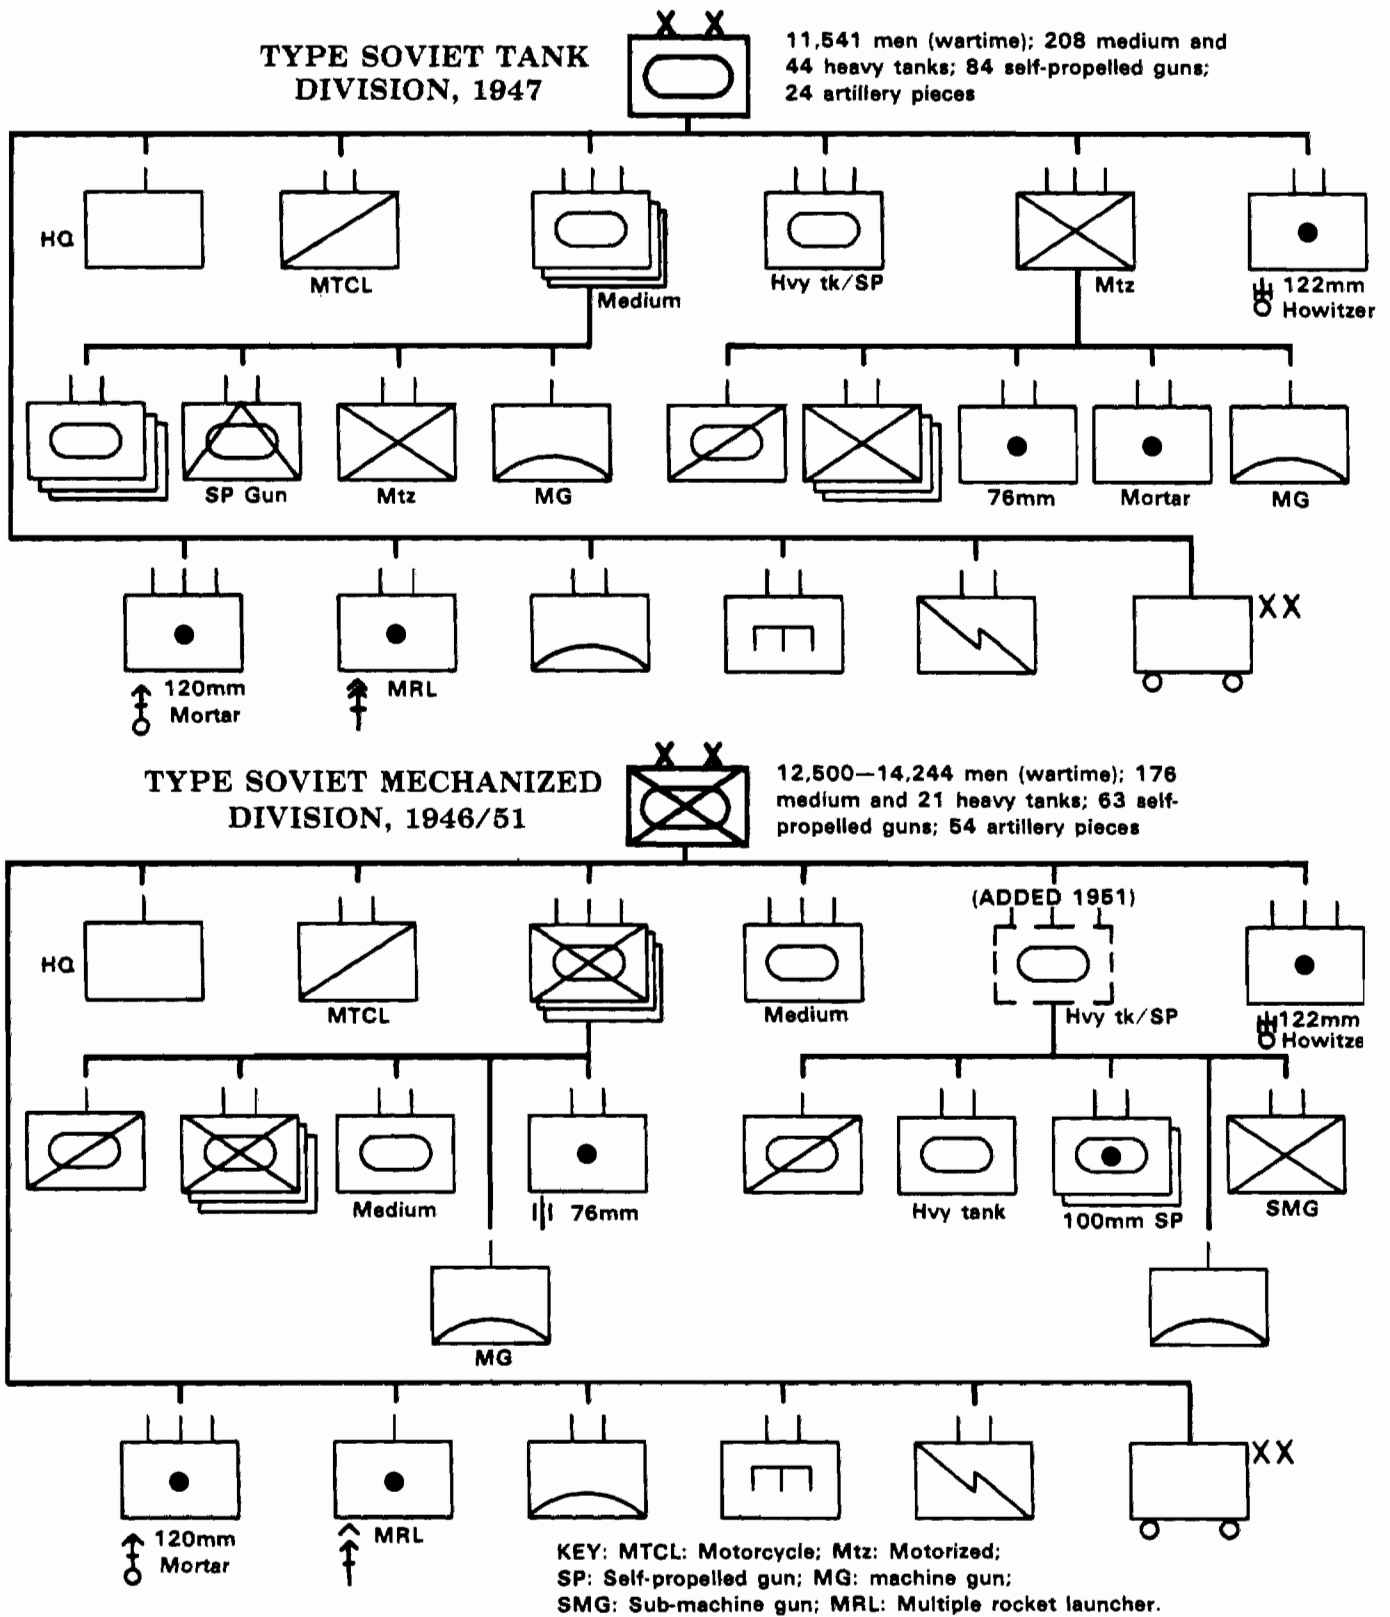 TYPE SOVIET TANK
DIVISION, 1947
11,541 men (wartime); 208 medium and
44 heavy tanks; 84 self-propelled guns;
24 artillery pieces
HQ
MTCL
Medium
Hvy tk/SP
Mtz
122mm
Howitzer
SP Gun
Mtz
MG
76mm
Mortar
MG
120mm
Mortar
MRL
XX
TYPE SOVIET MECHANIZED
DIVISION, 1946/51
12,500—14,244 men (wartime); 176
medium and 21 heavy tanks; 63 self-
propelled guns; 54 artillery pieces
(ADDED 1951)
HQ
MTCL
Medium
Hvy tk/SP
122mm
Howitze
Medium
76mm
Hvy tank
100mm SP
SMG
MG
120mm
Mortar
MRL
XX
KEY: MTCL: Motorcycle; Mtz: Motorized;
SP: Self-propelled gun; MG: machine gun;
SMG: Sub-machine gun; MRL: Multiple rocket launcher.